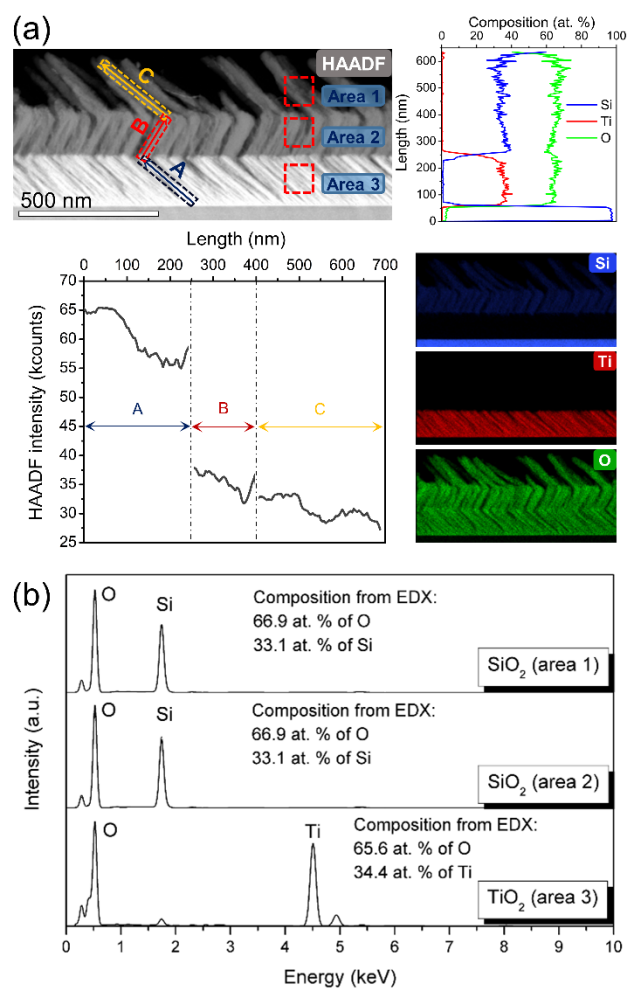 (a)
HAADF
C
B
A
Area 1
Area 2
Area 3
500 nm
Composition (at. %)
0 20 40 60 80 100
Length (nm)
600
500
400
300
200
100
0
Si
Ti
O
Length (nm)
0 100 200 300 400 500 600 700
HAADF intensity (kcounts)
70
65
60
55
50
45
40
35
30
25
A
B
C
Si
Ti
O
(b)
Intensity (a.u.)
O
Si
Composition from EDX:
66.9 at. % of O
33.1 at. % of Si
SiO₂ (area 1)
O
Si
Composition from EDX:
66.9 at. % of O
33.1 at. % of Si
SiO₂ (area 2)
O
Ti
Composition from EDX:
65.6 at. % of O
34.4 at. % of Ti
TiO₂ (area 3)
0 1 2 3 4 5 6 7 8 9 10
Energy (keV)